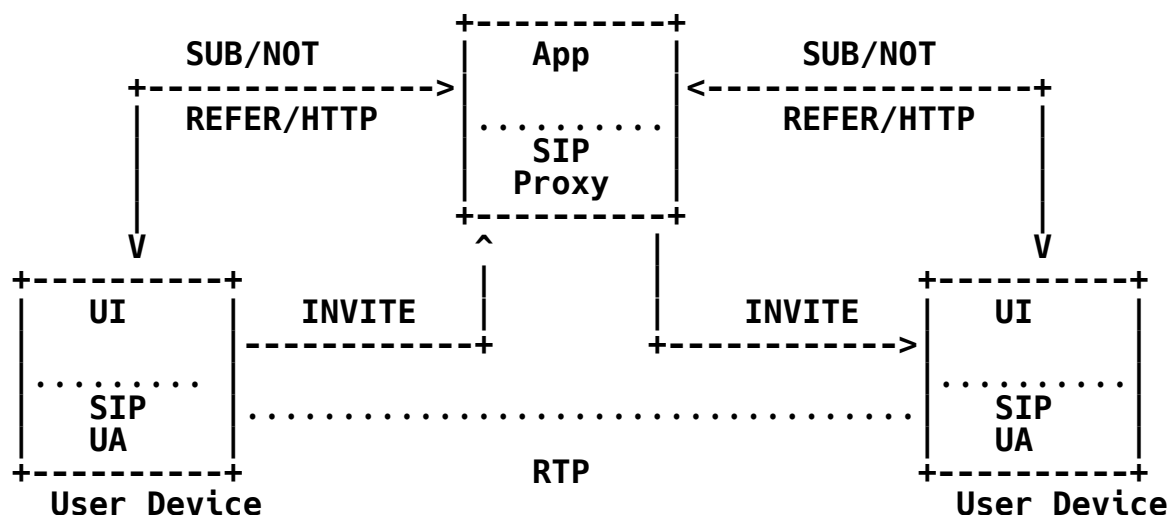 App
SUB/NOT SUB/NOT
REFER/HTTP REFER/HTTP
SIP
Proxy
UI INVITE INVITE UI
SIP SIP
UA UA
RTP
User Device User Device